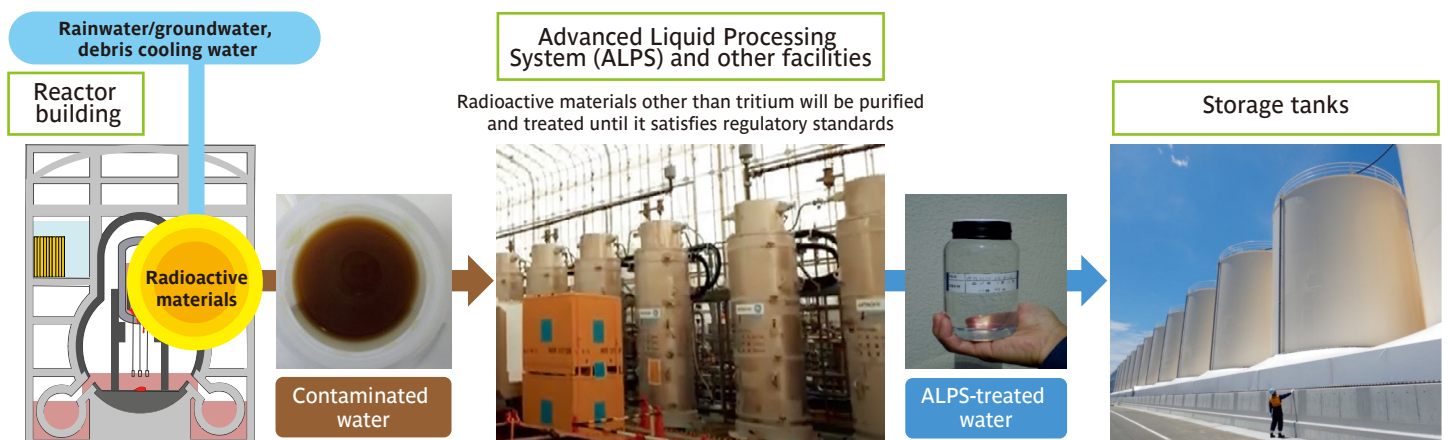 Rainwater/groundwater,
debris cooling water
Reactor
building
Radioactive
materials
Contaminated
water
Advanced Liquid Processing
System (ALPS) and other facilities
Radioactive materials other than tritium will be purified
and treated until it satisfies regulatory standards
ALPS-treated
water
Storage tanks